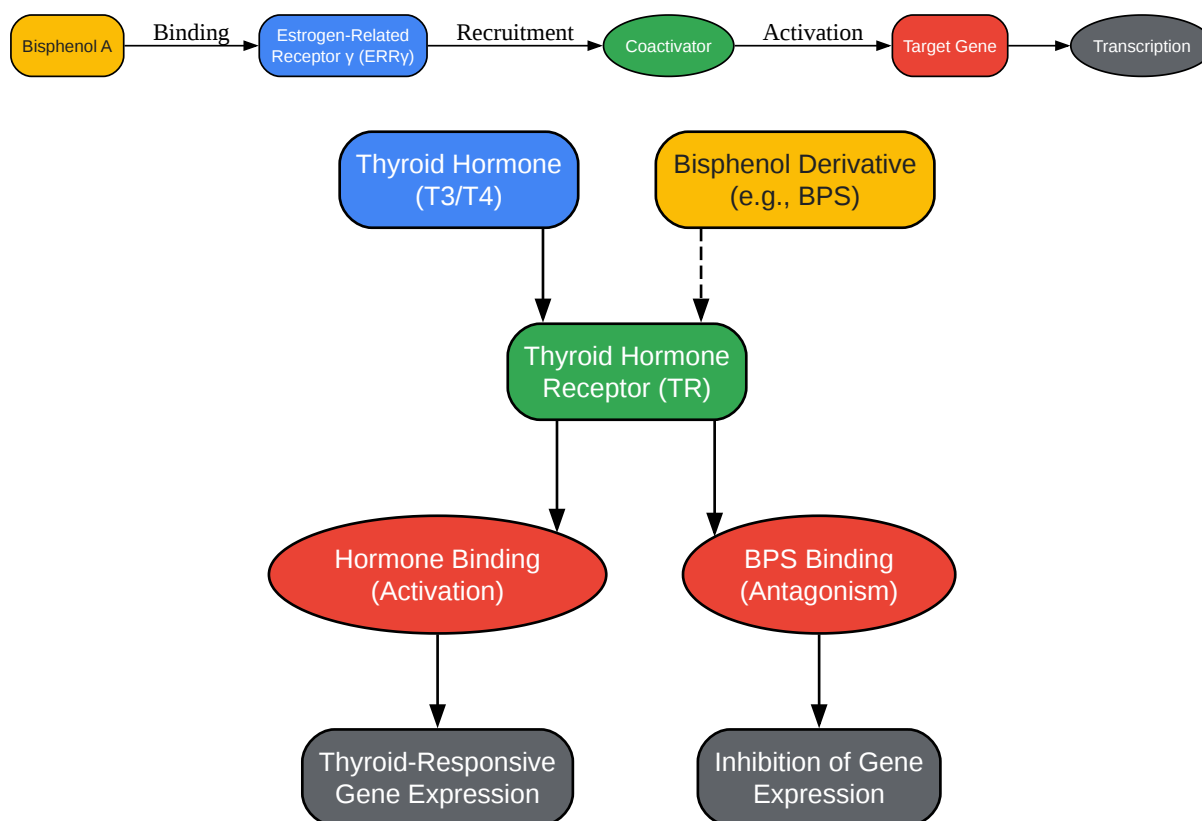 Bisphenol A
Binding
Estrogen-Related
Receptor γ (ERRγ)
Recruitment
Coactivator
Activation
Target Gene
Transcription
Thyroid Hormone
(T3/T4)
Bisphenol Derivative
(e.g., BPS)
Thyroid Hormone
Receptor (TR)
Hormone Binding
(Activation)
BPS Binding
(Antagonism)
Thyroid-Responsive
Gene Expression
Inhibition of Gene
Expression